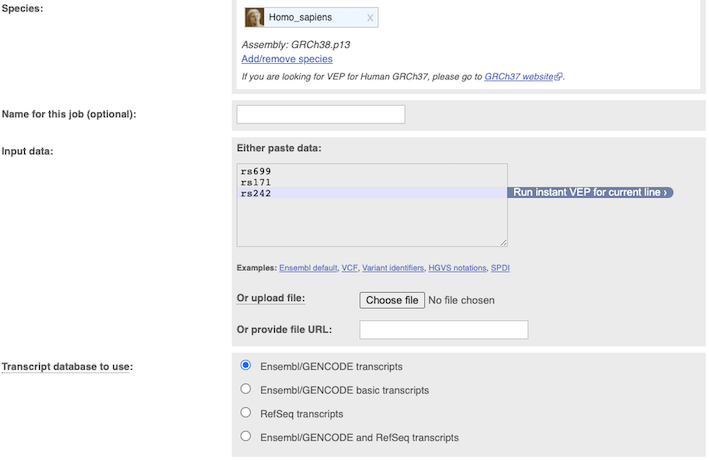 Species:
Homo_sapiens X
Assembly: GRCh38.p13
Add/remove species
If you are looking for VEP for Human GRCh37, please go to GRCh37 website.
Name for this job (optional):
Input data:
Either paste data:
rs699
rs171
rs242
Run instant VEP for current line ›
Examples: Ensembl default, VCF, Variant identifiers, HGVS notations, SPDI
Or upload file: Choose file No file chosen
Or provide file URL:
Transcript database to use:
Ensembl/GENCODE transcripts
Ensembl/GENCODE basic transcripts
RefSeq transcripts
Ensembl/GENCODE and RefSeq transcripts